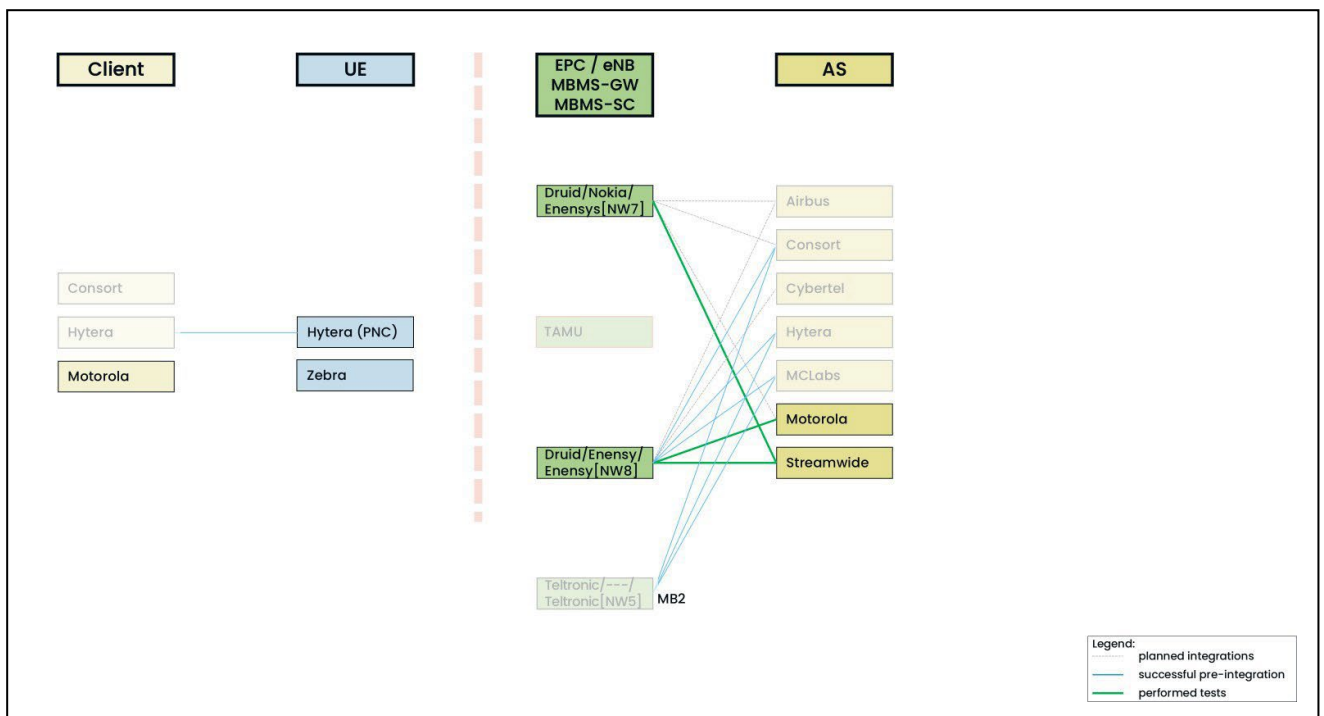 Client
UE
EPC / eNB
MBMS-GW
MBMS-SC
AS
Druid/Nokia/
Enensys[NW7]
Airbus
Consort
Consort
Cybertel
Hytera
Hytera (PNC)
TAMU
Hytera
Motorola
Zebra
MCLabs
Motorola
Druid/Enensy/
Enensy[NW8]
Streamwide
Teltronic/---/
Teltronic[NW5]
MB2
Legend:
planned integrations
successful pre-integration
performed tests